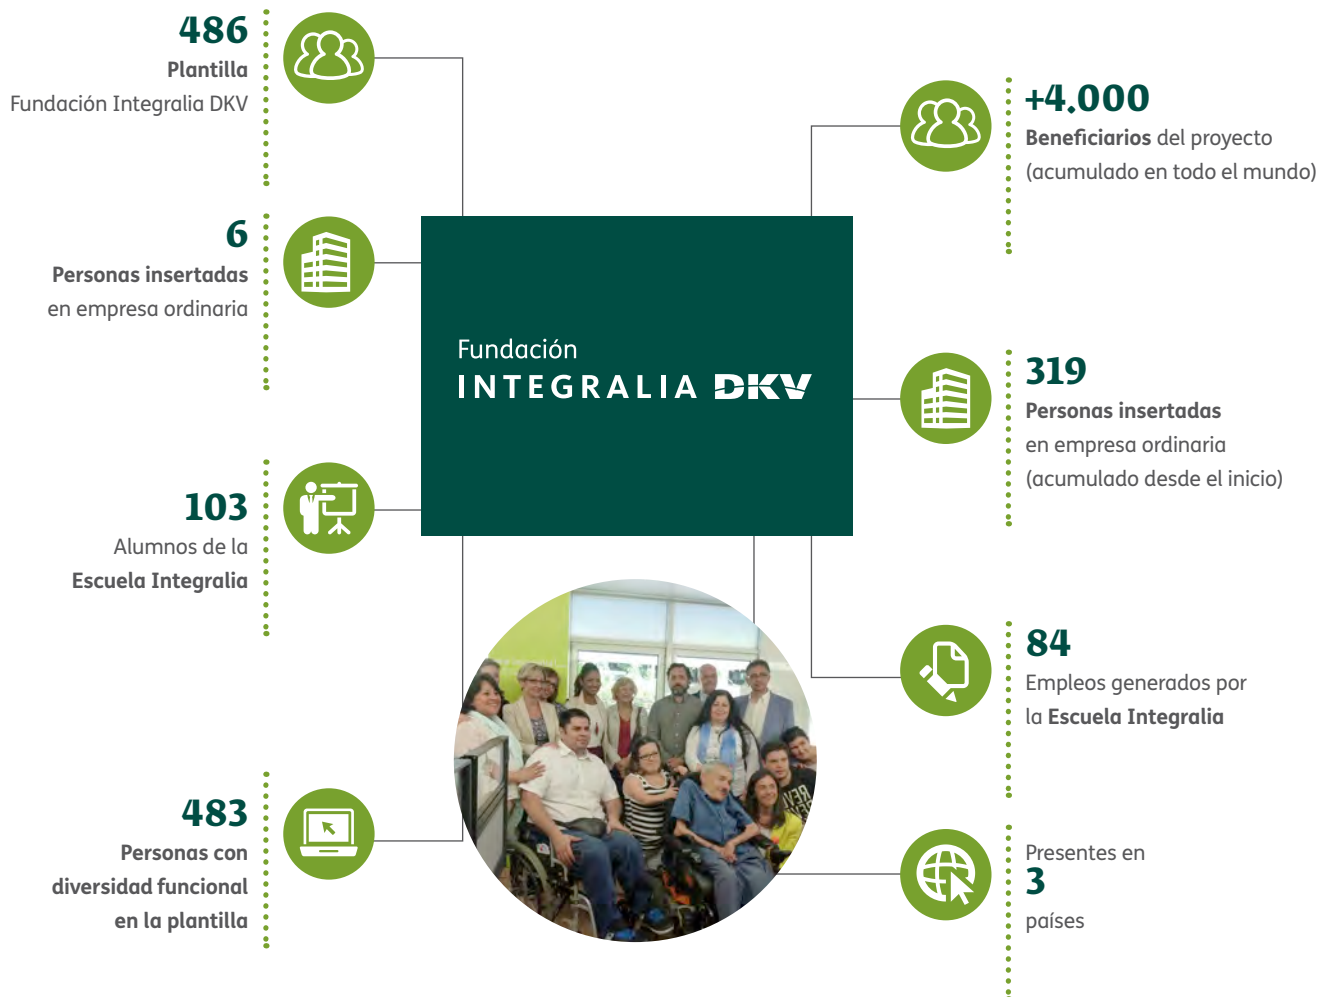 486
Plantilla
Fundación Integralia DKV
6
Personas insertadas
en empresa ordinaria
103
Alumnos de la
Escuela Integralia
483
Personas con
diversidad funcional
en la plantilla
Fundación
INTEGRALIA DKV
+4.000
Beneficiarios del proyecto
(acumulado en todo el mundo)
319
Personas insertadas
en empresa ordinaria
(acumulado desde el inicio)
84
Empleos generados por
la Escuela Integralia
Presentes en
3
países